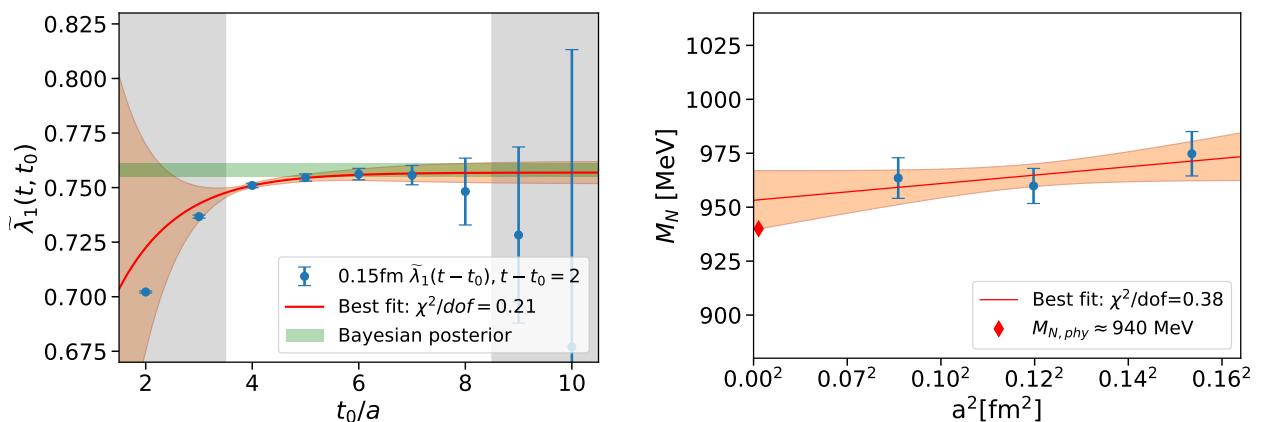 0.825
0.800
0.775
0.750
0.725
0.700
0.675
λ̃₁(t, t₀)
2 4 6 8 10
t₀/a
0.15fm λ̃₁(t − t₀), t − t₀ = 2
Best fit: χ²/dof = 0.21
Bayesian posterior
1025
1000
975
950
925
900
M_N [MeV]
0.00² 0.07² 0.10² 0.12² 0.14² 0.16²
a²[fm²]
Best fit: χ²/dof=0.38
M_{N, phy} ≈ 940 MeV